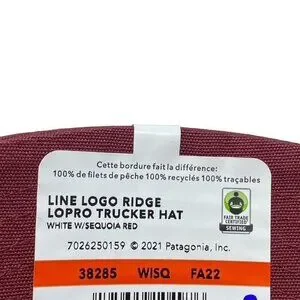 Cette bordure fait la différence:
100% de filets de pêche 100% recyclés 100% traçables
LINE LOGO RIDGE
LOPRO TRUCKER HAT
WHITE W/SEQUOIA RED
FAIR TRADE
CERTIFIED
SEWING
7026250159 © 2021 Patagonia, Inc.
38285 WISQ FA22